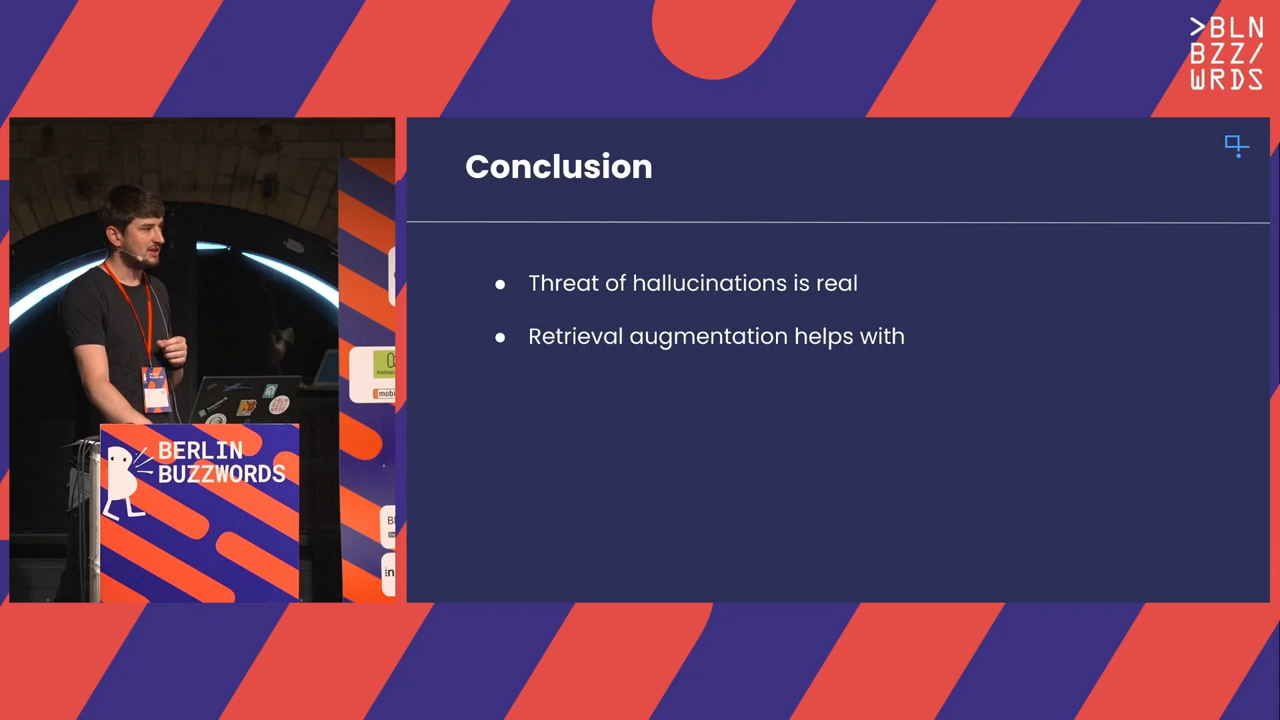 >BLN
BZZ/
WRDS
Conclusion
Threat of hallucinations is real
Retrieval augmentation helps with
BERLIN
BUZZWORDS